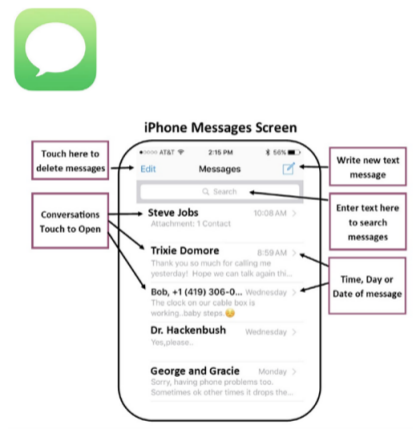 iPhone Messages Screen
AT&T 2:15 PM 56%
Edit Messages
Search
Steve Jobs 10:08 AM
Attachment: 1 Contact
Trixie Domore 8:59 AM
Thank you so much for calling me
yesterday! Hope we can talk again thi...
Bob, +1 (419) 306-0... Wednesday
The clock on our cable box is
working..baby steps.😊
Dr. Hackenbush Wednesday
Yes,please..
George and Gracie Monday
Sorry, having phone problems too.
Sometimes ok other times it drops the...
Touch here to
delete messages
Conversations
Touch to Open
Write new text
message
Enter text here
to search
messages
Time, Day or
Date of message